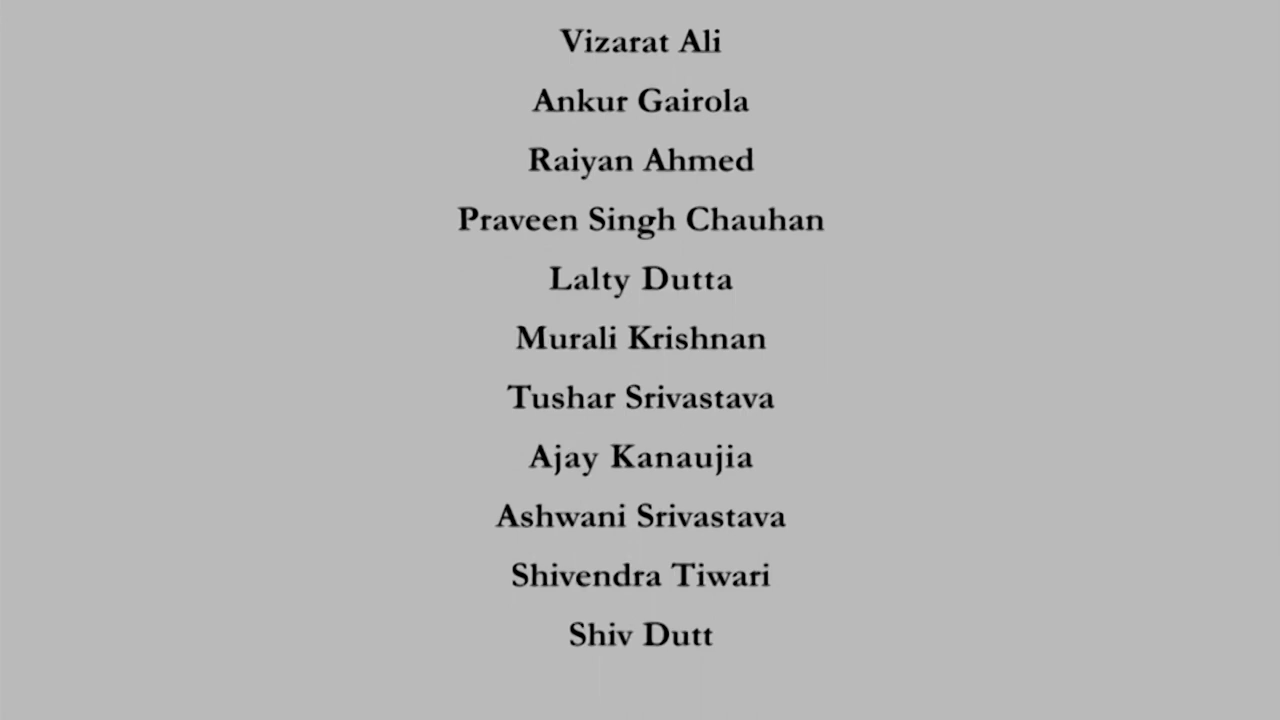 Vizarat Ali
Ankur Gairola
Raiyan Ahmed
Praveen Singh Chauhan
Lalty Dutta
Murali Krishnan
Tushar Srivastava
Ajay Kanaujia
Ashwani Srivastava
Shivendra Tiwari
Shiv Dutt